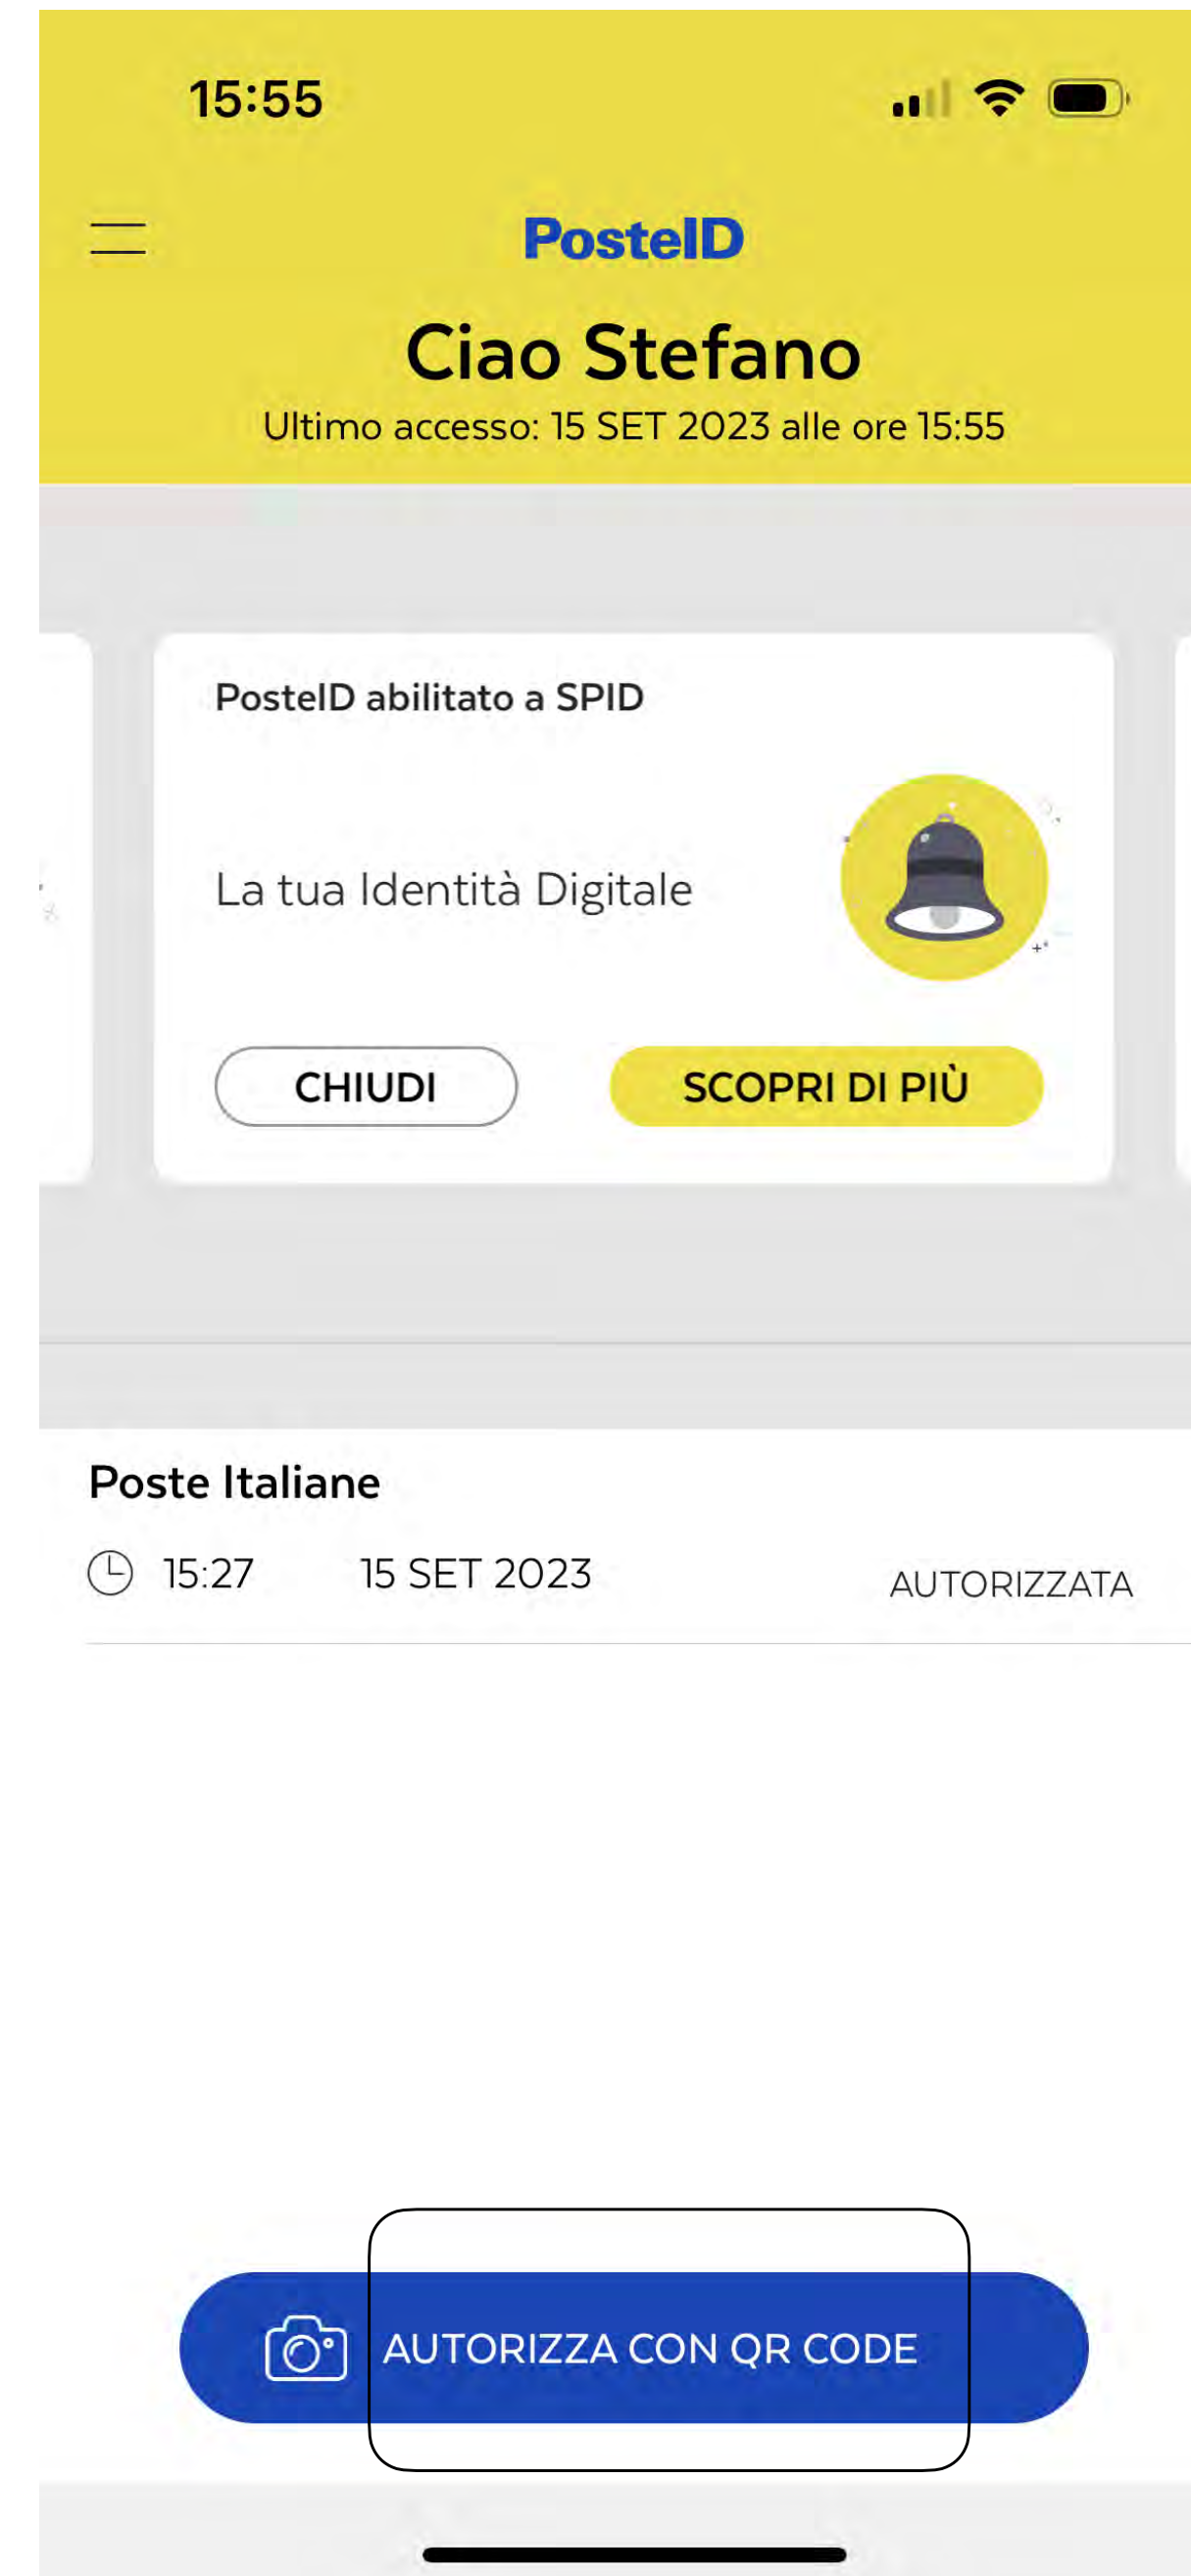 15:55
PosteID
Ciao Stefano
Ultimo accesso: 15 SET 2023 alle ore 15:55
PosteID abilitato a SPID
La tua Identità Digitale
CHIUDI
SCOPRI DI PIÙ
Poste Italiane
15:27 15 SET 2023 AUTORIZZATA
AUTORIZZA CON QR CODE